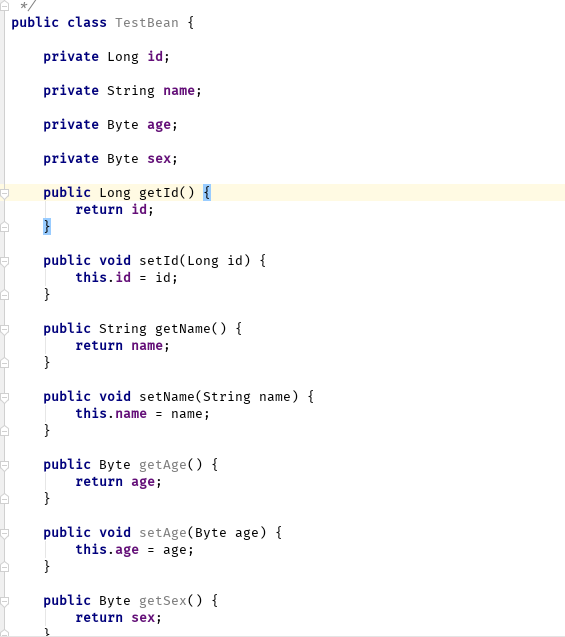 */
public class TestBean {
private Long id;
private String name;
private Byte age;
private Byte sex;
public Long getId() {
return id;
}
public void setId(Long id) {
this.id = id;
}
public String getName() {
return name;
}
public void setName(String name) {
this.name = name;
}
public Byte getAge() {
return age;
}
public void setAge(Byte age) {
this.age = age;
}
public Byte getSex() {
return sex;
}